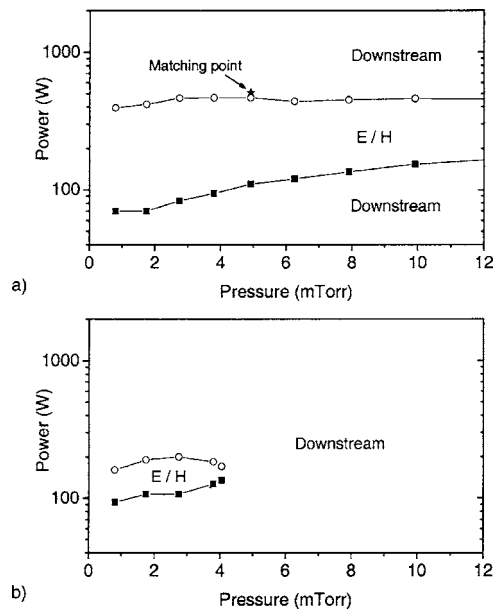 1000
100
Power (W)
Matching point
Downstream
E / H
Downstream
0 2 4 6 8 10 12
a)
Pressure (mTorr)
1000
100
Power (W)
Downstream
E / H
0 2 4 6 8 10 12
b)
Pressure (mTorr)